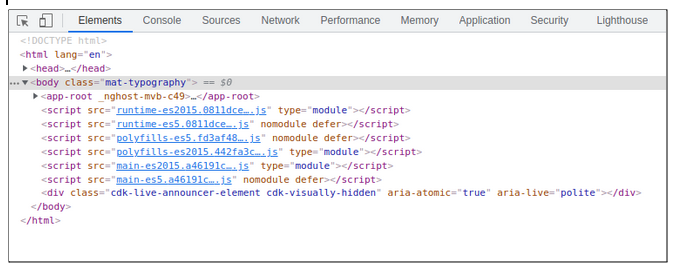 Elements Console Sources Network Performance Memory Application Security Lighthouse
<!DOCTYPE html>
<html lang="en">
<head>…</head>
…<body class="mat-typography"> == $0
<app-root _nghost-mvb-c49>…</app-root>
<script src="runtime-es2015.0811dce….js" type="module"></script>
<script src="runtime-es5.0811dce….js" nomodule defer></script>
<script src="polyfills-es5.fd3af48….js" nomodule defer></script>
<script src="polyfills-es2015.442fa3c….js" type="module"></script>
<script src="main-es2015.a46191c….js" type="module"></script>
<script src="main-es5.a46191c….js" nomodule defer></script>
<div class="cdk-live-announcer-element cdk-visually-hidden" aria-atomic="true" aria-live="polite"></div>
</body>
</html>